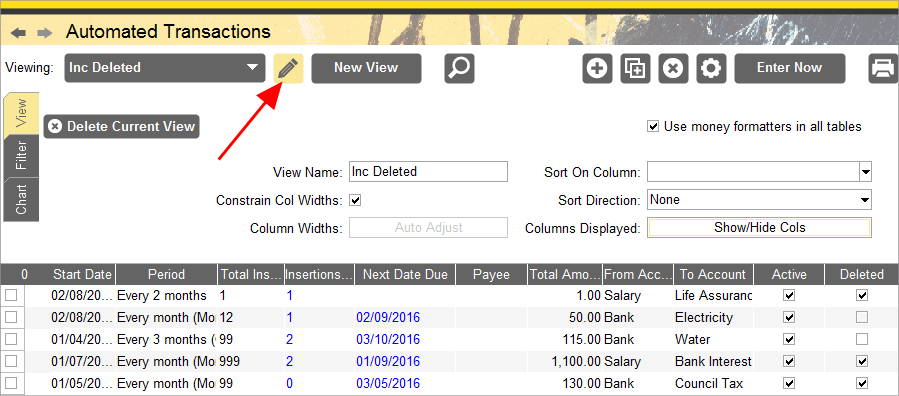 Automated Transactions
Viewing: Inc Deleted New View Enter Now
View
Filter
Chart
Delete Current View
Use money formatters in all tables
View Name: Inc Deleted Sort On Column:
Constrain Col Widths: Sort Direction: None
Column Widths: Auto Adjust Columns Displayed: Show/Hide Cols
0 Start Date Period Total Ins... Insertions... Next Date Due Payee Total Amo... From Acc... To Account Active Deleted
02/08/20... Every 2 months 1 1 1.00 Salary Life Assuranc
02/08/20... Every month (Mo 12 1 02/09/2016 50.00 Bank Electricity
01/04/20... Every 3 months ( 99 2 03/10/2016 115.00 Bank Water
01/07/20... Every month (Mo 999 2 01/09/2016 1,100.00 Salary Bank Interest
01/05/20... Every month (Mo 99 0 03/05/2016 130.00 Bank Council Tax